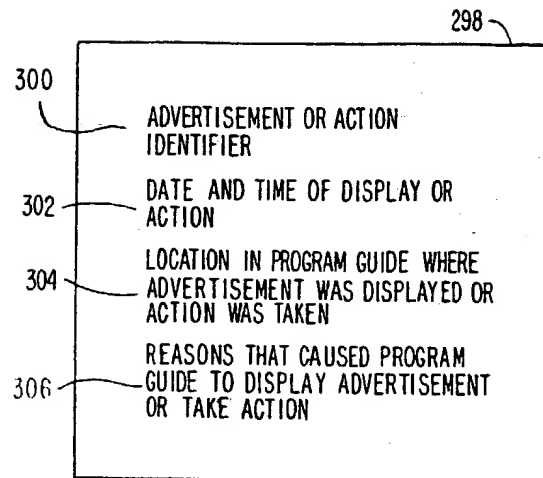 298
300
ADVERTISEMENT OR ACTION
IDENTIFIER
302
DATE AND TIME OF DISPLAY OR
ACTION
304
LOCATION IN PROGRAM GUIDE WHERE
ADVERTISEMENT WAS DISPLAYED OR
ACTION WAS TAKEN
306
REASONS THAT CAUSED PROGRAM
GUIDE TO DISPLAY ADVERTISEMENT
OR TAKE ACTION